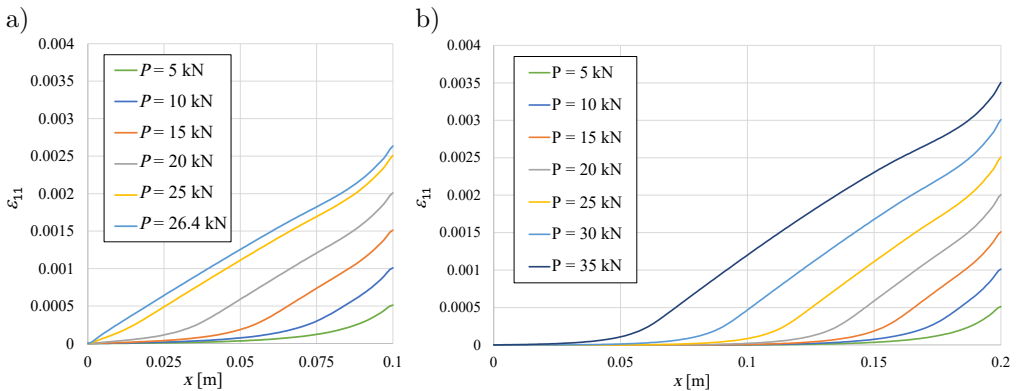 a)
0.004
0.0035
0.003
0.0025
0.002
0.0015
0.001
0.0005
0
ε11
P = 5 kN
P = 10 kN
P = 15 kN
P = 20 kN
P = 25 kN
P = 26.4 kN
0 0.025 0.05 0.075 0.1
x [m]
b)
0.004
0.0035
0.003
0.0025
0.002
0.0015
0.001
0.0005
0
ε11
P = 5 kN
P = 10 kN
P = 15 kN
P = 20 kN
P = 25 kN
P = 30 kN
P = 35 kN
0 0.05 0.1 0.15 0.2
x [m]